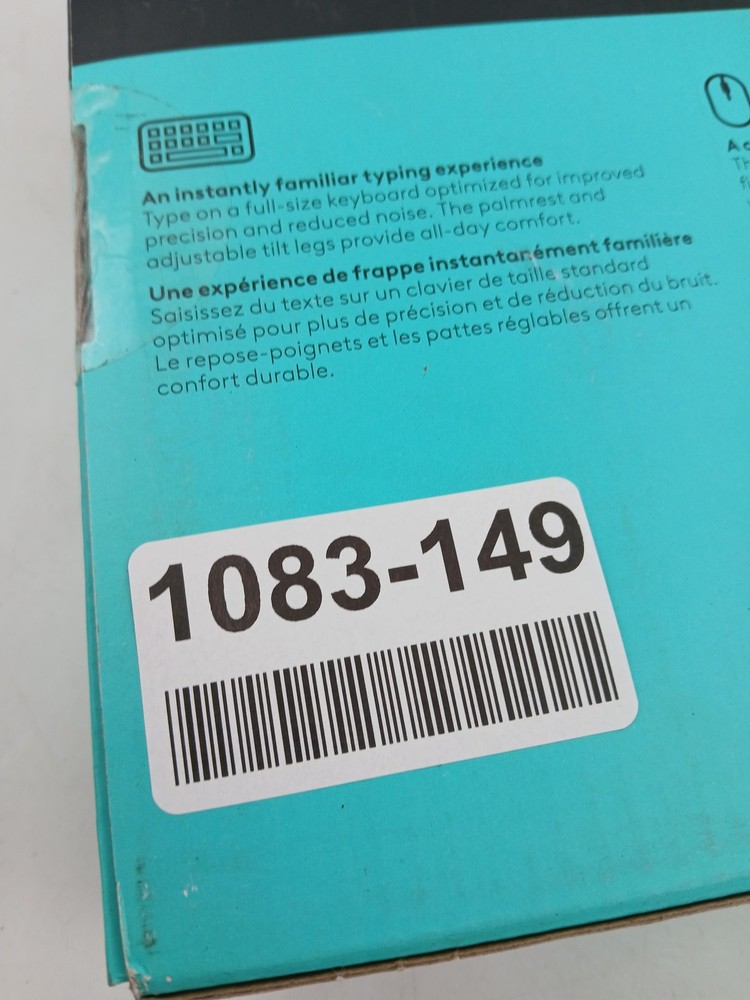 An instantly familiar typing experience
Type on a full-size keyboard optimized for improved
precision and reduced noise. The palmrest and
adjustable tilt legs provide all-day comfort.
Une expérience de frappe instantanément familière
Saisissez du texte sur un clavier de taille standard
optimisé pour plus de précision et de réduction du bruit.
Le repose-poignets et les pattes réglables offrent un
confort durable.
A
1083-149